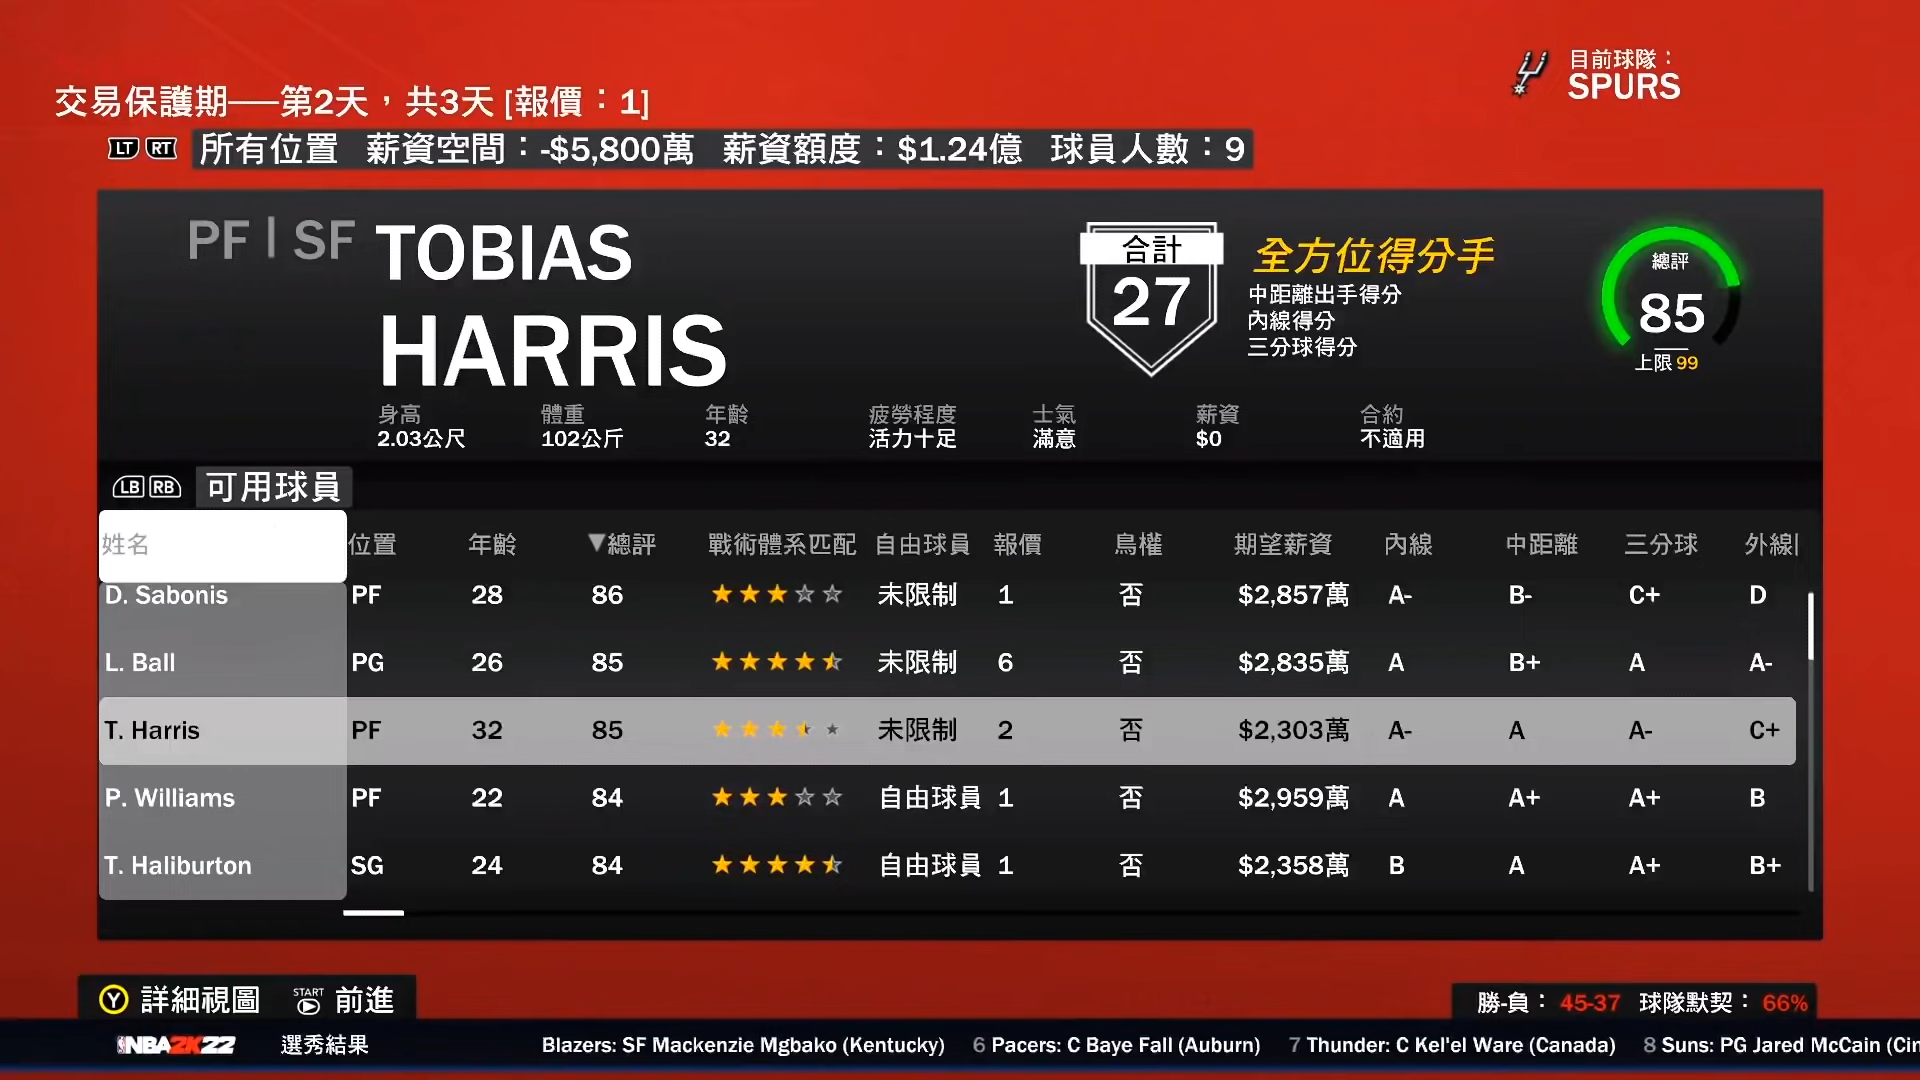 目前球隊：
SPURS
交易保護期──第2天，共3天 [報價：1]
LT RT 所有位置 薪資空間：-$5,800萬 薪資額度：$1.24億 球員人數：9
PF | SF TOBIAS
HARRIS
合計
27
全方位得分手
中距離出手得分
內線得分
三分球得分
總評
85
上限 99
身高 體重 年齡 疲勞程度 士氣 薪資 合約
2.03公尺 102公斤 32 活力十足 滿意 $0 不適用
LB RB 可用球員
姓名 位置 年齡 ▼總評 戰術體系匹配 自由球員 報價 鳥權 期望薪資 內線 中距離 三分球 外線
D. Sabonis PF 28 86 ★★★☆☆ 未限制 1 否 $2,857萬 A- B- C+ D
L. Ball PG 26 85 未限制 6 否 $2,835萬 A B+ A A-
T. Harris PF 32 85 未限制 2 否 $2,303萬 A- A A- C+
P. Williams PF 22 84 ★★★☆☆ 自由球員 1 否 $2,959萬 A A+ A+ B
T. Haliburton SG 24 84 自由球員 1 否 $2,358萬 B A A+ B+
Y 詳細視圖 START 前進
勝-負： 45-37 球隊默契： 66%
NBA 2K22 選秀結果 Blazers: SF Mackenzie Mgbako (Kentucky) 6 Pacers: C Baye Fall (Auburn) 7 Thunder: C Kel'el Ware (Canada) 8 Suns: PG Jared McCain (Cin